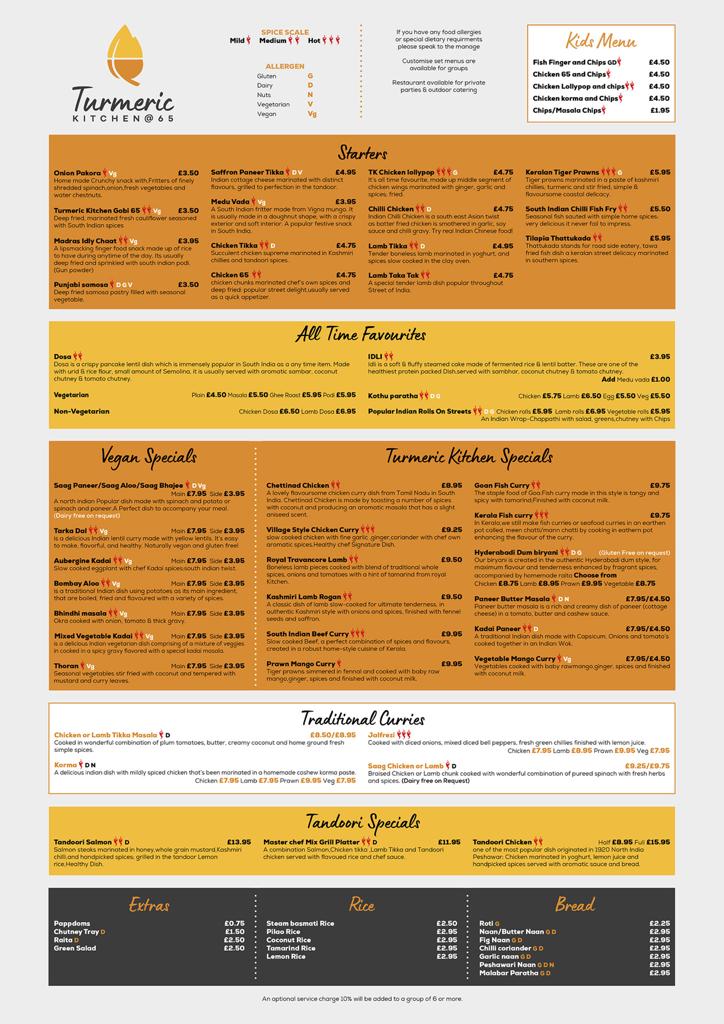 Turmeric
KITCHEN@65
SPICE SCALE
Mild Medium Hot
ALLERGEN
Gluten G
Dairy D
Nuts N
Vegetarian V
Vegan Vg
If you have any food allergies
or special dietary requirments
please speak to the manage
Customise set menus are
available for groups
Restaurant available for private
parties & outdoor catering
Kids Menu
Fish Finger and Chips GD £4.50
Chicken 65 and Chips £4.50
Chicken Lollypop and chips £4.50
Chicken korma and Chips £4.50
Chips/Masala Chips £1.95
Starters
Onion Pakora Vg £3.50
Home made Crunchy snack with,Fritters of finely
shredded spinach,onion,fresh vegetables and
water chestnuts.
Turmeric Kitchen Gobi 65 Vg £3.50
Deep fried, marinated fresh cauliflower seasoned
with South Indian spices
Madras Idly Chaat Vg £3.95
A lipsmacking finger food snack made up of rice
to have during anytime of the day. Its usually
deep fried and sprinkled with south indian podi.
(Gun powder)
Punjabi samosa D G V £3.50
Deep fried samosa pastry filled with seasonal
vegetable.
Saffron Paneer Tikka D V £4.95
Indian cottage cheese marinated with distinct
flavours, grilled to perfection in the tandoor.
Medu Vada Vg £3.95
A South Indian fritter made from Vigna mungo. It
is usually made in a doughnut shape, with a crispy
exterior and soft interior. A popular festive snack
in South India.
Chicken Tikka D £4.75
Succulent chicken supreme marinated in Kashmiri
chillies and tandoori spices.
Chicken 65 £4.75
chicken chunks marinated chef's own spices and
deep fried. popular street delight.usually served
as a quick appetizer.
TK Chicken lollypop G £4.75
It's all time favourite, made up middle segment of
chicken wings marinated with ginger, garlic and
spices; fried.
Chilli Chicken D £4.75
Indian Chilli Chicken is a south east Asian twist
as batter fried chicken is smothered in garlic, soy
sauce and chilli gravy. Try real Indian Chinese food!
Lamb Tikka D £4.95
Tender boneless lamb marinated in yoghurt, and
spices slow cooked in the clay oven.
Lamb Taka Tak £4.75
A special tender lamb dish popular throughout
Street of India.
Keralan Tiger Prawns G £5.95
Tiger prawns marinated in a paste of kashmiri
chillies, turmeric and stir fried, simple &
flavoursome coastal delicacy.
South Indian Chilli Fish Fry £5.50
Seasonal fish sauted with simple home spices;
very delicious it never fail to impress.
Tilapia Thattukada £5.95
Thattukada stands for road side eatery, tawa
fried fish dish a keralan street delicacy marinated
in southern spices.
All Time Favourites
Dosa
Dosa is a crispy pancake lentil dish which is immensely popular in South India as a any time item. Made
with urid & rice flour, small amount of Semolina, it is usually served with aromatic sambar, coconut
chutney & tomato chutney.
Vegetarian Plain £4.50 Masala £5.50 Ghee Roast £5.95 Podi £5.95
Non-Vegetarian Chicken Dosa £6.50 Lamb Dosa £6.95
IDLI £3.95
Idli is a soft & fluffy steamed cake made of fermented rice & lentil batter. These are one of the
healthiest protein packed Dish,served with sambhar, coconut chutney & tomato chutney.
Add Medu vada £1.00
Kothu paratha D G Chicken £5.75 Lamb £6.50 Egg £5.50 Veg £5.50
Popular Indian Rolls On Streets D G Chicken rolls £5.95 Lamb rolls £6.95 Vegetable rolls £5.95
An Indian Wrap-Chappathi with salad, greens,chutney with Chips
Vegan Specials
Saag Paneer/Saag Aloo/Saag Bhajee D Vg
Main £7.95 Side £3.95
A north indian Popular dish made with spinach and potato or
spinach and paneer.A Perfect dish to accompany your meal.
(Dairy free on request)
Tarka Dal Vg Main £7.95 Side £3.95
is a delicious Indian lentil curry made with yellow lentils. It's easy
to make, flavorful, and healthy. Naturally vegan and gluten free!
Aubergine Kadai Vg Main £7.95 Side £3.95
Slow cooked eggplant with chef Kadai spices,south indian twist.
Bombay Aloo Vg Main £7.95 Side £3.95
is a traditional Indian dish using potatoes as its main ingredient,
that are boiled, fried and flavoured with a variety of spices.
Bhindhi masala Vg Main £7.95 Side £3.95
Okra cooked with onion, tomato & thick gravy.
Mixed Vegetable Kadai Vg Main £7.95 Side £3.95
is a delicious indian vegetarian dish comprising of a mixture of veggies
in cooked in a spicy gravy flavored with a special kadai masala.
Thoran Vg Main £7.95 Side £3.95
Seasonal vegetables stir fried with coconut and tempered with
mustard and curry leaves.
Turmeric Kitchen Specials
Chettinad Chicken £8.95
A lovely flavoursome chicken curry dish from Tamil Nadu in South
India. Chettinad Chicken is made by toasting a number of spices
with coconut and producing an aromatic masala that has a slight
aniseed scent.
Village Style Chicken Curry £9.25
slow cooked chicken with fine garlic ,ginger,coriander with chef own
aromatic spices.Healthy chef Signature Dish.
Royal Travancore Lamb £9.50
Boneless lamb pieces cooked with blend of traditional whole
spices, onions and tomatoes with a hint of tamarind from royal
Kitchen.
Kashmiri Lamb Rogan £9.50
A classic dish of lamb slow-cooked for ultimate tenderness, in
authentic Kashmiri style with onions and spices, finished with fennel
seeds and saffron.
South Indian Beef Curry £9.95
Slow cooked Beef, a perfect combination of spices and flavours,
created in a robust home-style cuisine of Kerala.
Prawn Mango Curry £9.95
Tiger prawns simmered in fennel and cooked with baby raw
mango,ginger, spices and finished with coconut milk.
Goan Fish Curry £9.75
The staple food of Goa.Fish curry made in this style is tangy and
spicy with tamarind.Finished with coconut milk.
Kerala Fish curry £9.75
In Kerala,we still make fish curries or seafood curries in an earthen
pot called, meen chatti/mann chatti by cooking in eathern pot
enhancing the flavour of the curry.
Hyderabadi Dum biryani D G (Gluten Free on request)
Our biryani is created in the authentic Hyderabadi dum style, for
maximum flavour and tenderness enhanced by fragrant spices,
accompanied by homemade raita Choose from
Chicken £8.75 Lamb £8.95 Prawn £9.95 Vegetable £8.75
Paneer Butter Masala D N £7.95/£4.50
Paneer butter masala is a rich and creamy dish of paneer (cottage
cheese) in a tomato, butter and cashew sauce.
Kadai Paneer D £7.95/£4.50
A traditional Indian dish made with Capsicum, Onions and tomato's
cooked together in an Indian Wok.
Vegetable Mango Curry Vg £7.95/£4.50
Vegetables cooked with baby rawmango,ginger, spices and finished
with coconut milk.
Traditional Curries
Chicken or Lamb Tikka Masala D £8.50/£8.95
Cooked in wonderful combination of plum tomatoes, butter, creamy coconut and home ground fresh
simple spices.
Korma D N
A delicious indian dish with mildly spiced chicken that's been marinated in a homemade cashew korma paste.
Chicken £7.95 Lamb £7.95 Prawn £9.95 Veg £7.95
Jalfrezi
Cooked with diced onions, mixed diced bell peppers, fresh green chillies finished with lemon juice.
Chicken £7.95 Lamb £8.95 Prawn £9.95 Veg £7.95
Saag Chicken or Lamb D £9.25/£9.75
Braised Chicken or Lamb chunk cooked with wonderful combination of pureed spinach with fresh herbs
and spices. (Dairy free on Request)
Tandoori Specials
Tandoori Salmon D £13.95
Salmon steaks marinated in honey,whole grain mustard,Kashmiri
chilli,and handpicked spices, grilled in the tandoor Lemon
rice,Healthy Dish.
Master chef Mix Grill Platter D £11.95
A combination Salmon,Chicken tikka ,Lamb Tikka and Tandoori
chicken served with flavoured rice and chef sauce.
Tandoori Chicken Half £8.95 Full £15.95
one of the most popular dish originated in 1920 North India
Peshawar; Chicken marinated in yoghurt, lemon juice and
handpicked spices served with aromatic sauce and bread.
Extras
Pappdoms £0.75
Chutney Tray D £1.50
Raita D £2.50
Green Salad £2.50
Rice
Steam basmati Rice £2.50
Pilao Rice £2.95
Coconut Rice £2.95
Tamarind Rice £2.95
Lemon Rice £2.95
Bread
Roti G £2.25
Naan/Butter Naan G D £2.95
Fig Naan G D £2.95
Chilli coriander G D £2.95
Garlic naan G D £2.95
Peshawari Naan G D N £2.95
Malabar Paratha G D £2.95
An optional service charge 10% will be added to a group of 6 or more.